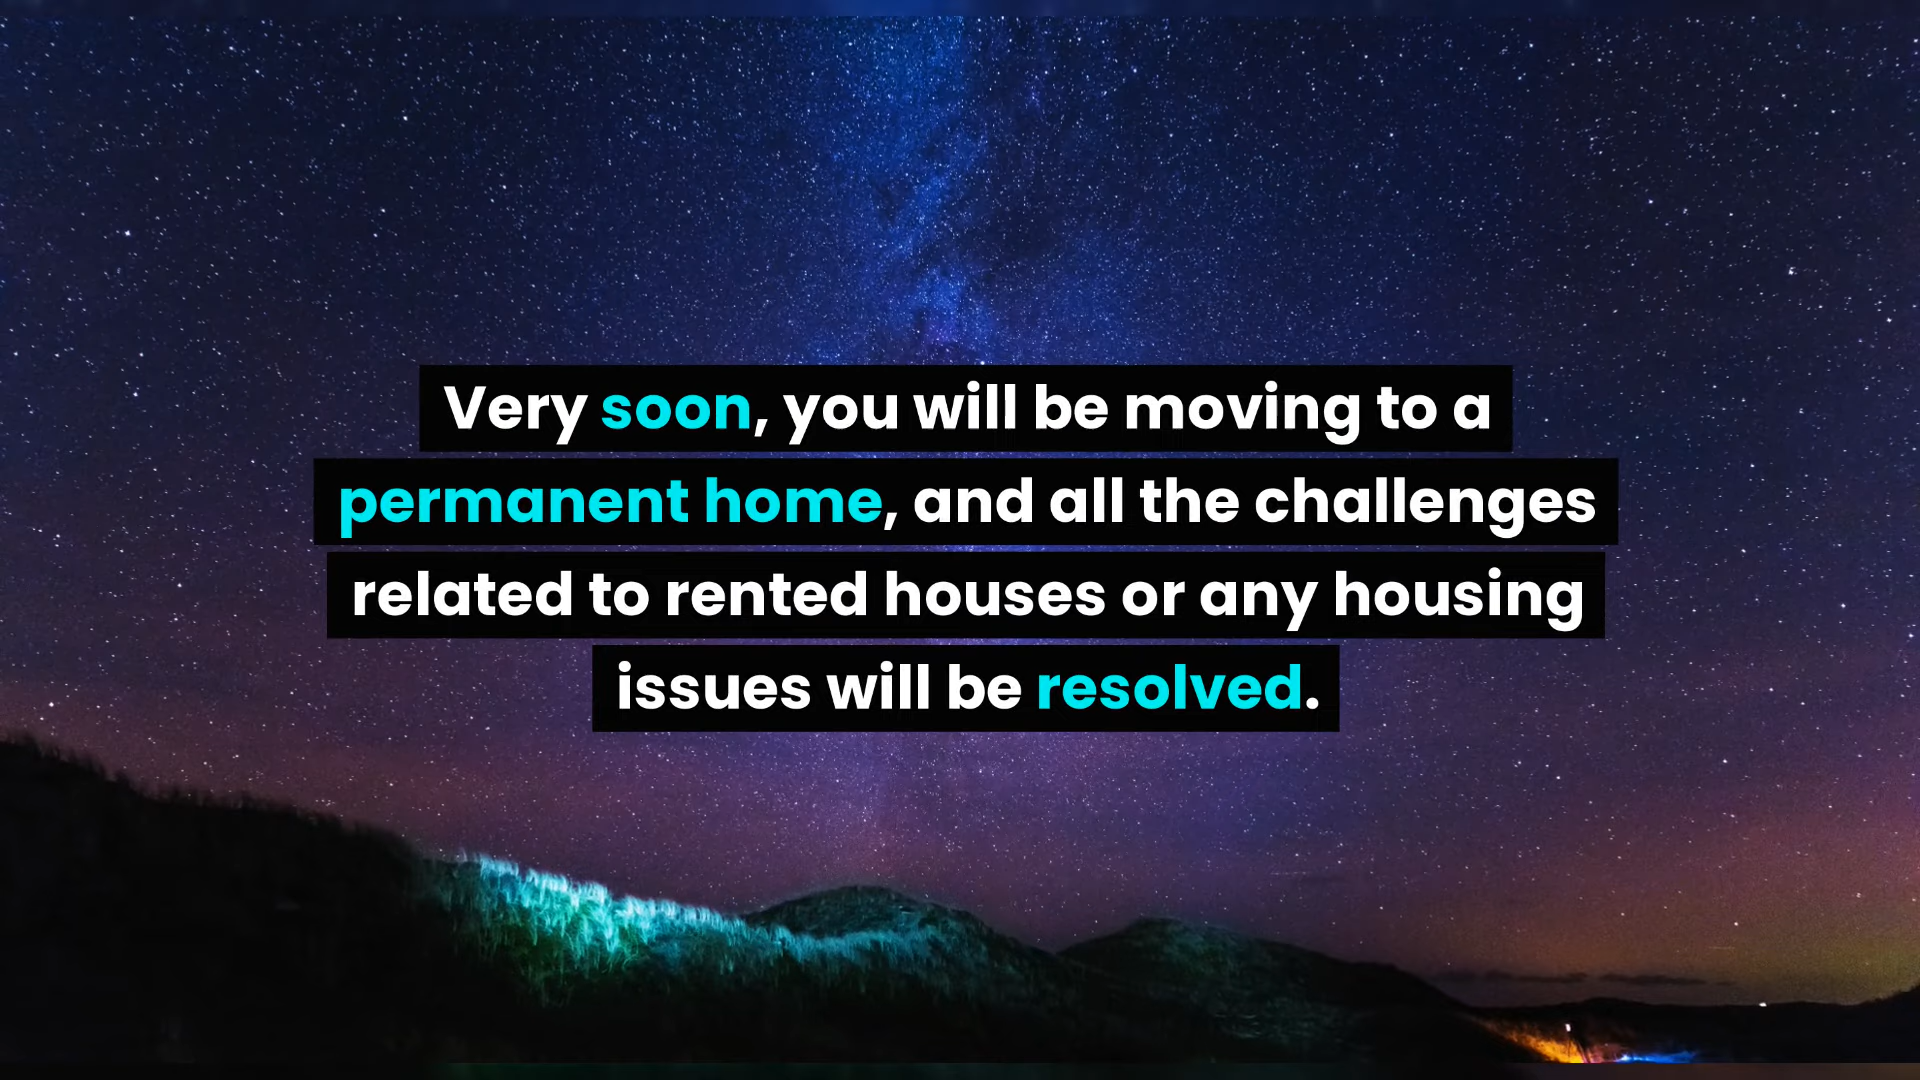 Very soon, you will be moving to a
permanent home, and all the challenges
related to rented houses or any housing
issues will be resolved.